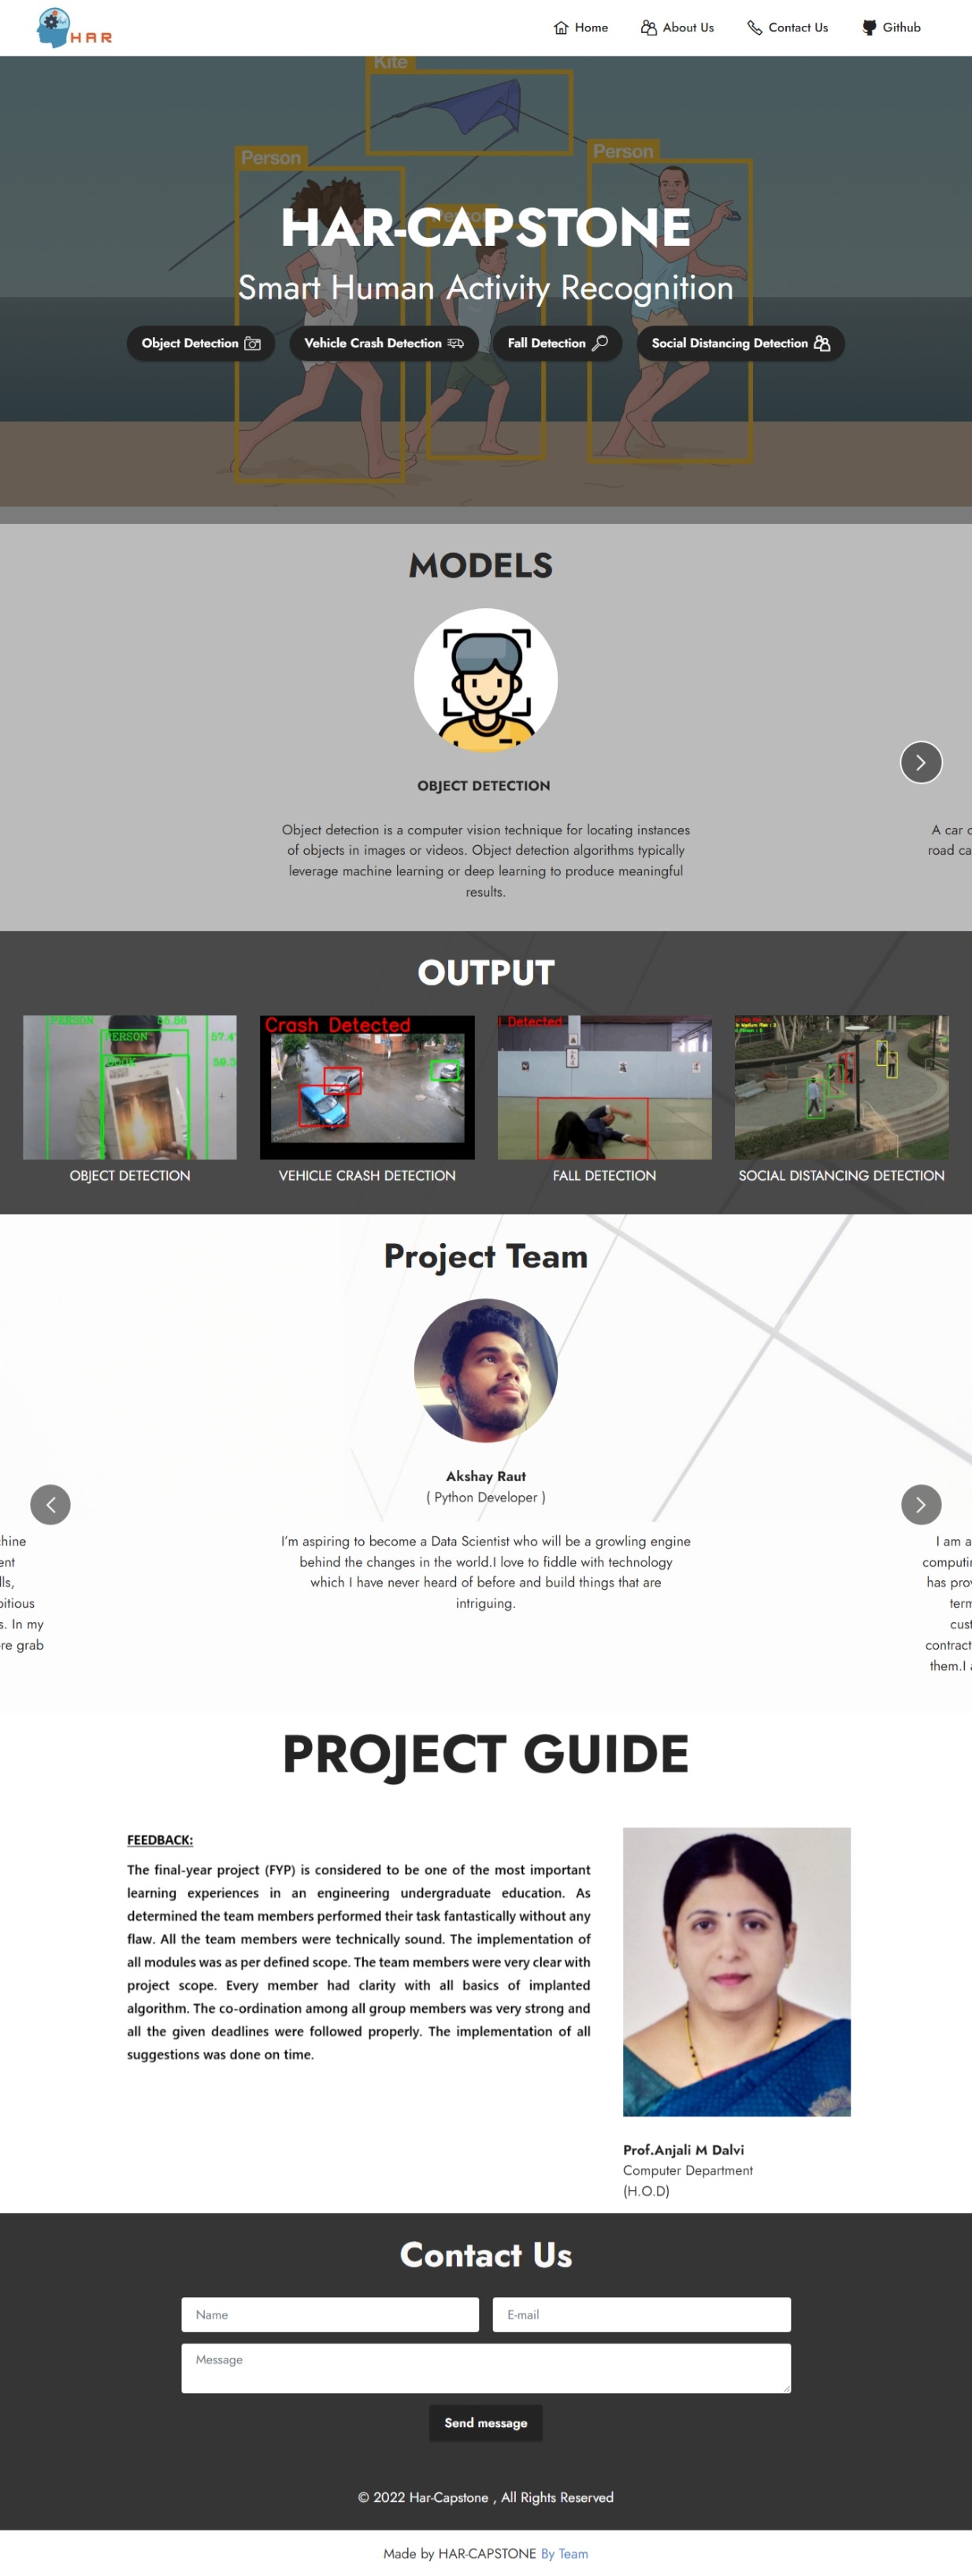 HAR
Home
About Us
Contact Us
Github
Kite
Person
Person
Person
HAR-CAPSTONE
Smart Human Activity Recognition
Object Detection
Vehicle Crash Detection
Fall Detection
Social Distancing Detection
MODELS
OBJECT DETECTION
Object detection is a computer vision technique for locating instances
of objects in images or videos. Object detection algorithms typically
leverage machine learning or deep learning to produce meaningful
results.
A car
road ca
OUTPUT
PERSON
PERSON
BOOK
57.4
Crash Detected
Detected
OBJECT DETECTION
VEHICLE CRASH DETECTION
FALL DETECTION
SOCIAL DISTANCING DETECTION
Project Team
Akshay Raut
( Python Developer )
hine
ent
lls,
bitious
s. In my
re grab
I'm aspiring to become a Data Scientist who will be a growling engine
behind the changes in the world.I love to fiddle with technology
which I have never heard of before and build things that are
intriguing.
I am a
computi
has prov
term
cust
contract
them.I a
PROJECT GUIDE
FEEDBACK:
The final-year project (FYP) is considered to be one of the most important
learning experiences in an engineering undergraduate education. As
determined the team members performed their task fantastically without any
flaw. All the team members were technically sound. The implementation of
all modules was as per defined scope. The team members were very clear with
project scope. Every member had clarity with all basics of implanted
algorithm. The co-ordination among all group members was very strong and
all the given deadlines were followed properly. The implementation of all
suggestions was done on time.
Prof.Anjali M Dalvi
Computer Department
(H.O.D)
Contact Us
Name
E-mail
Message
Send message
© 2022 Har-Capstone , All Rights Reserved
Made by HAR-CAPSTONE By Team